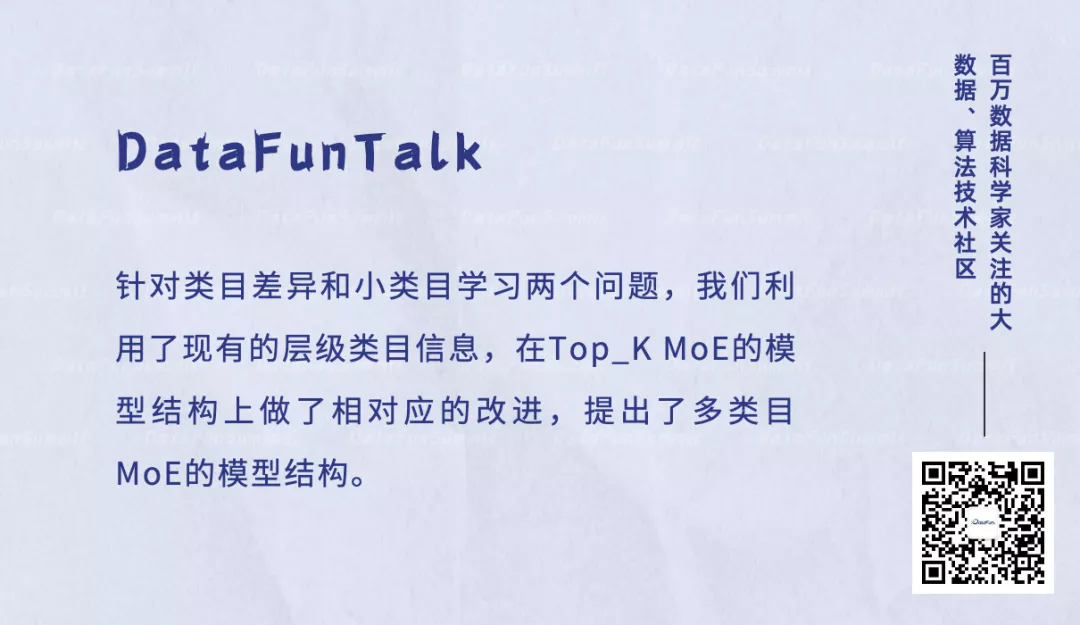 DataFunTalk
针对类目差异和小类目学习两个问题，我们利
用了现有的层级类目信息，在Top_K MoE的模
型结构上做了相对应的改进，提出了多类目
MoE的模型结构。
百万数据科学家关注的大
数据、算法技术社区
DataFun